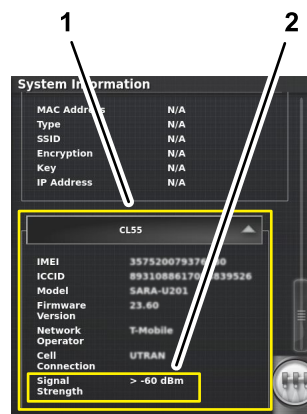 1 2
System Information
MAC Address N/A
Type N/A
SSID N/A
Encryption N/A
Key N/A
IP Address N/A
CL55
IMEI
ICCID
Model SARA-U201
Firmware 23.60
Version
Network T-Mobile
Operator
Cell UTRAN
Connection
Signal > -60 dBm
Strength